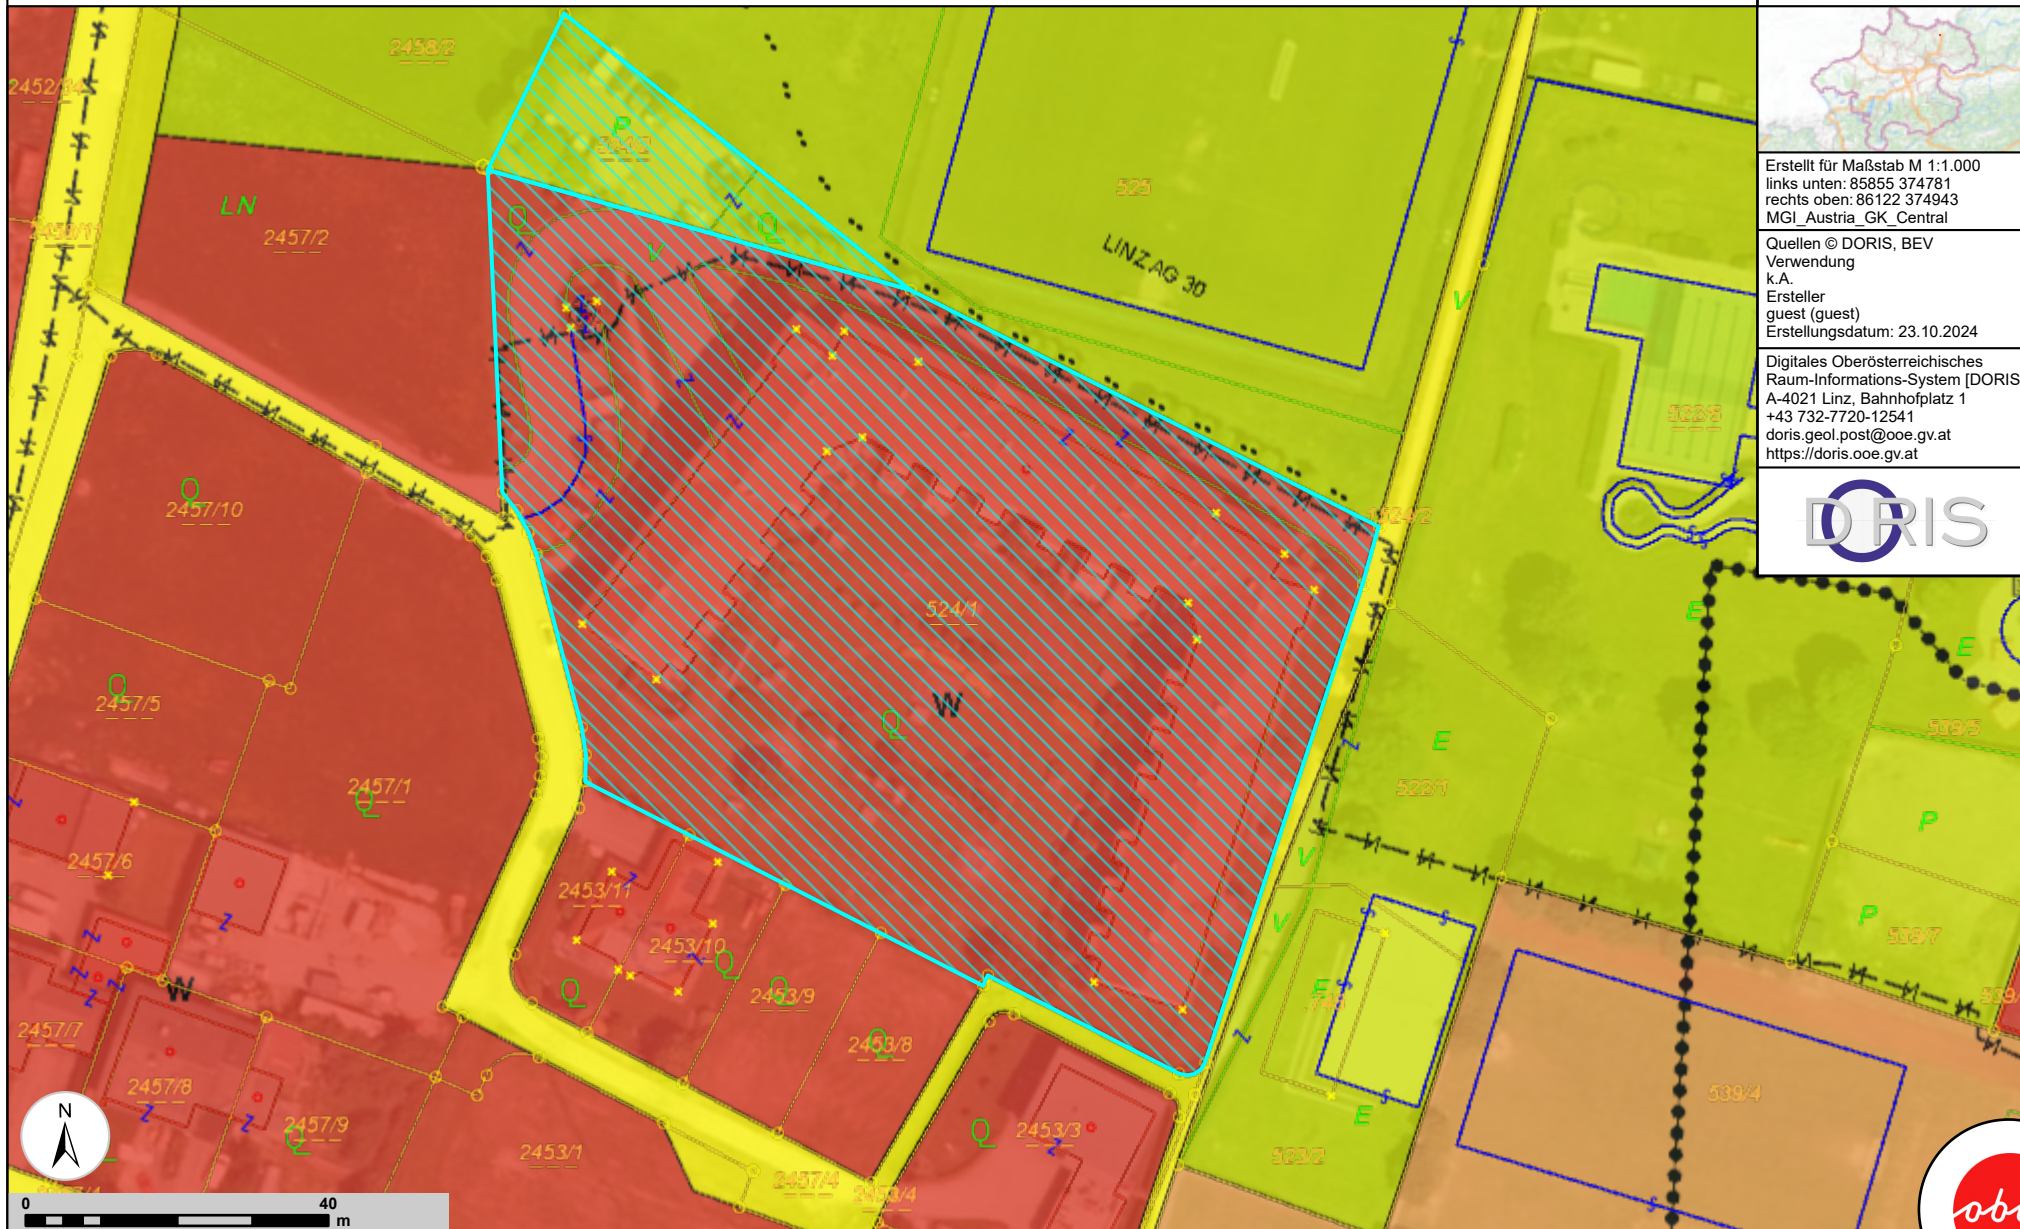 2458/2
2452/14
524/2
P
525
LN
2457/2
Q
Q
V
LINZ AG 30
V
Erstellt für Maßstab M 1:1.000
links unten: 85855 374781
rechts oben: 86122 374943
MGI_Austria_GK_Central
Quellen © DORIS, BEV
Verwendung
k.A.
Ersteller
guest (guest)
Erstellungsdatum: 23.10.2024
Digitales Oberösterreichisches
Raum-Informations-System [DORIS
A-4021 Linz, Bahnhofplatz 1
+43 732-7720-12541
doris.geol.post@ooe.gv.at
https://doris.ooe.gv.at
DORIS
Q
2457/10
524/1
W
Q
E
E
E
522/1
539/5
Q
2457/5
2457/1
Q
2457/6
P
P
539/7
V
V
2453/11
2453/10
Q
Q
2453/9
Q
Q
2453/8
E
E
W
2457/7
2457/8
2457/9
Q
2453/1
2457/4
Q
2453/3
523/2
539/4
N
0 40
m